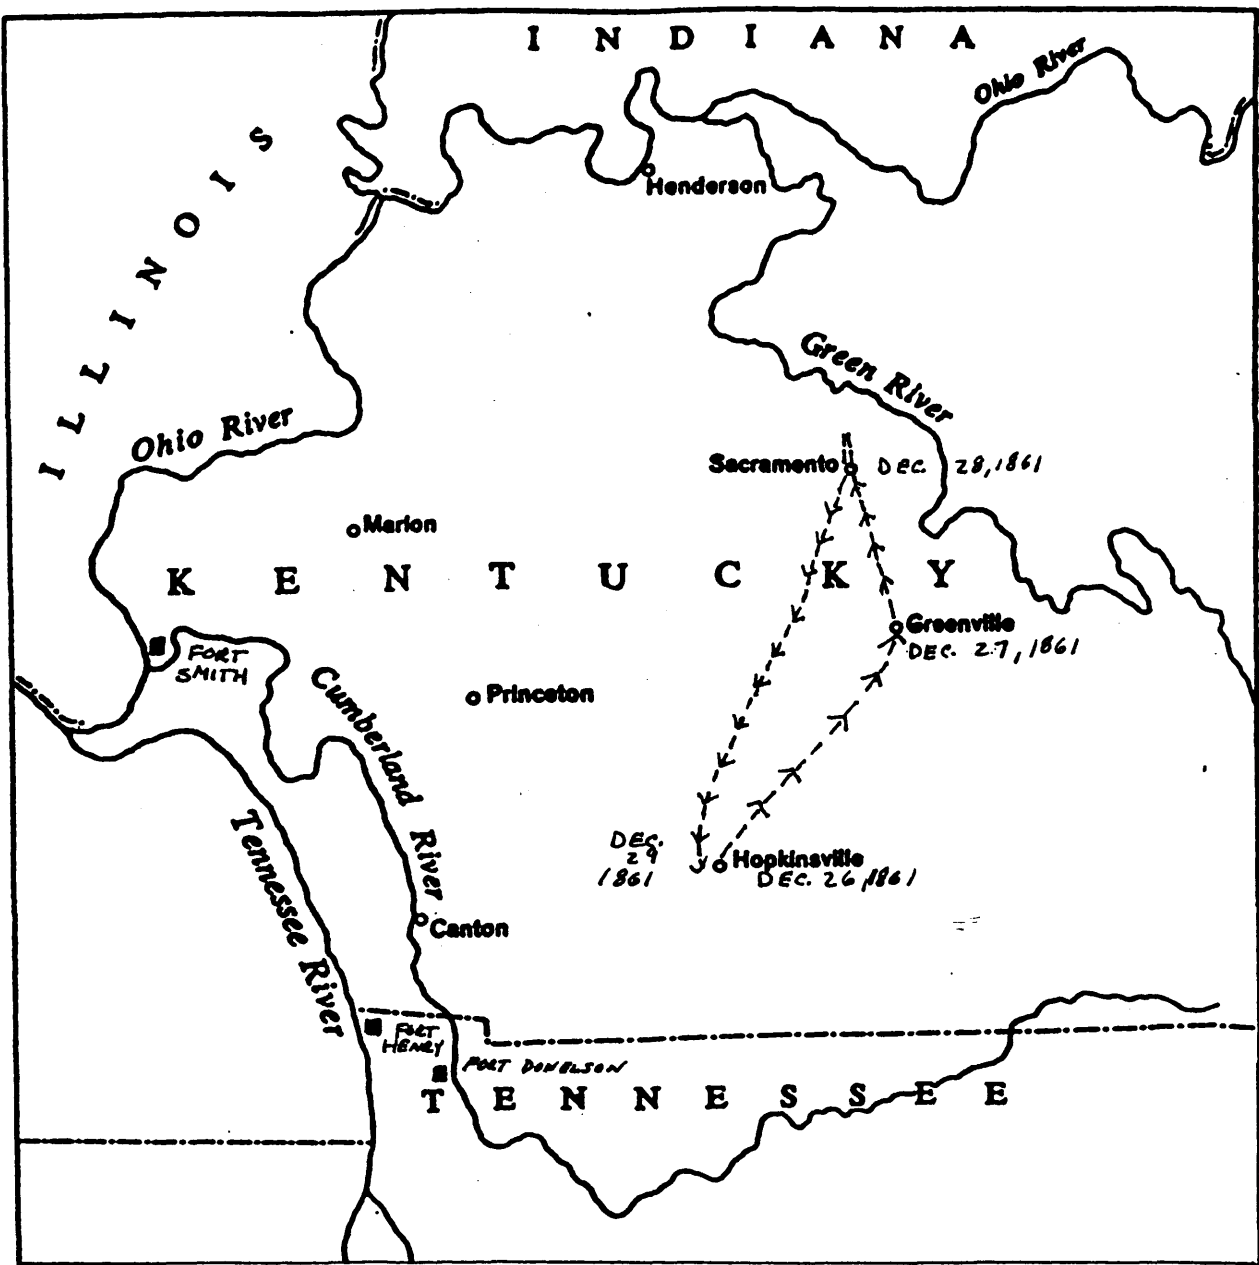 INDIANA
Ohio River
ILLINOIS
Henderson
Green River
Ohio River
Sacramento DEC. 28, 1861
Marion
KENTUCKY
Greenville
DEC. 27, 1861
FORT
SMITH
Princeton
Cumberland River
Tennessee River
DEC.
29
1861
Hopkinsville
DEC. 26, 1861
Canton
FORT
HENRY
FORT DONELSON
TENNESSEE